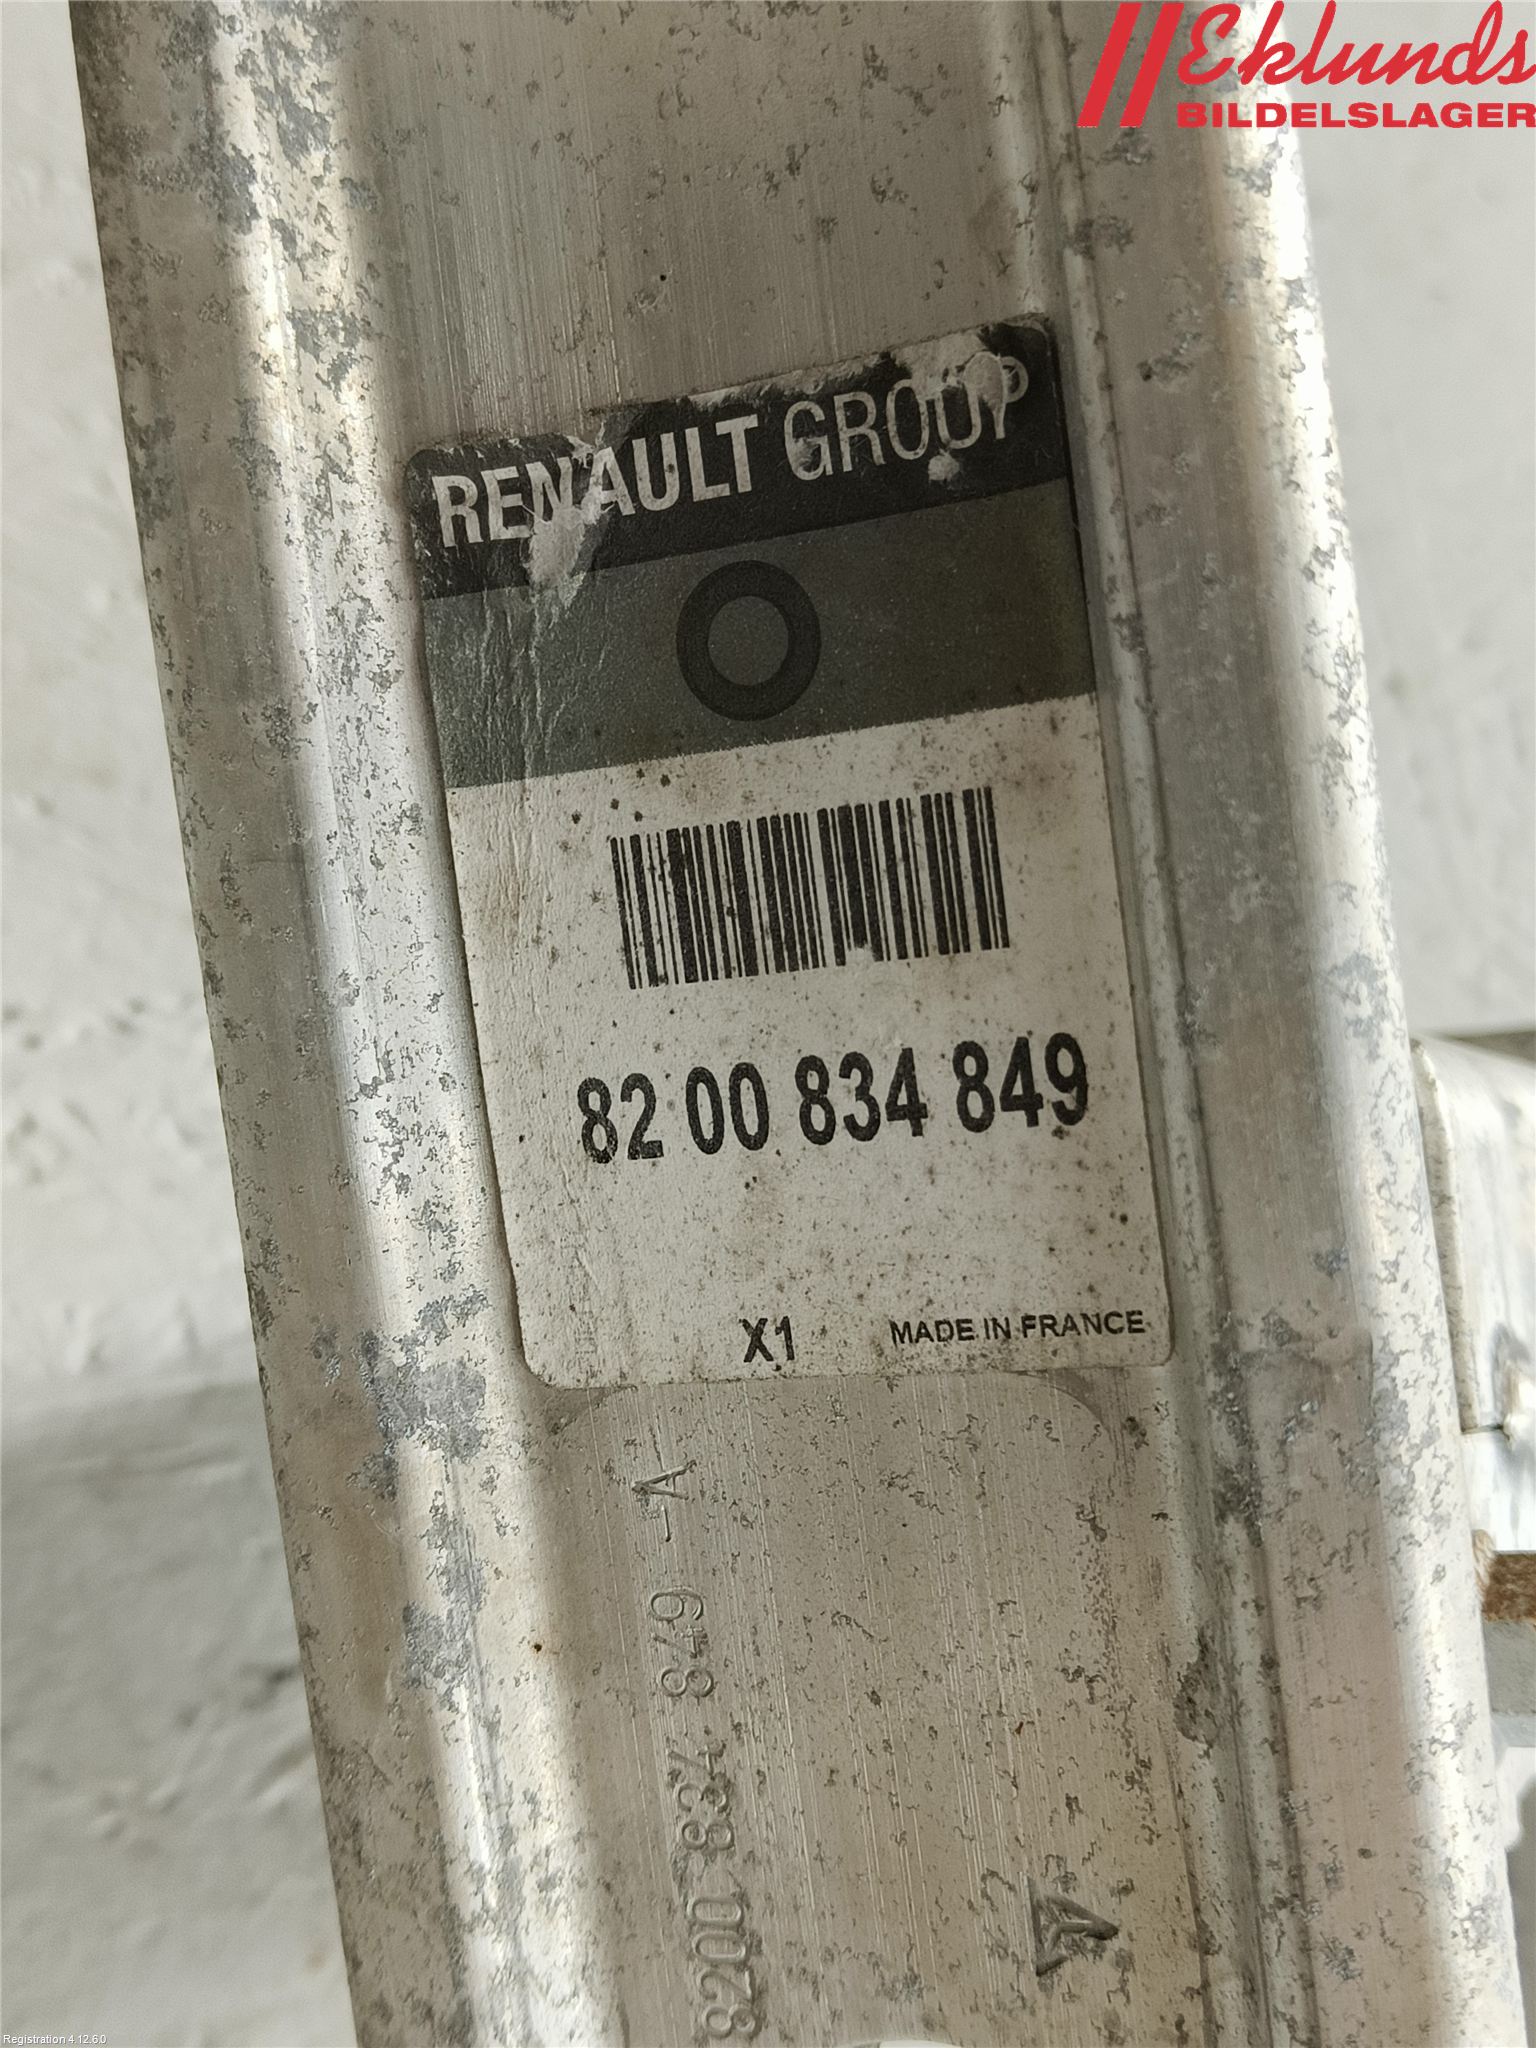 Eklunds
BILDELSLAGER
RENAULT GROUP
82 00 834 849
X1
MADE IN FRANCE
8200 834 849 - A
Registration 4.12.6.0